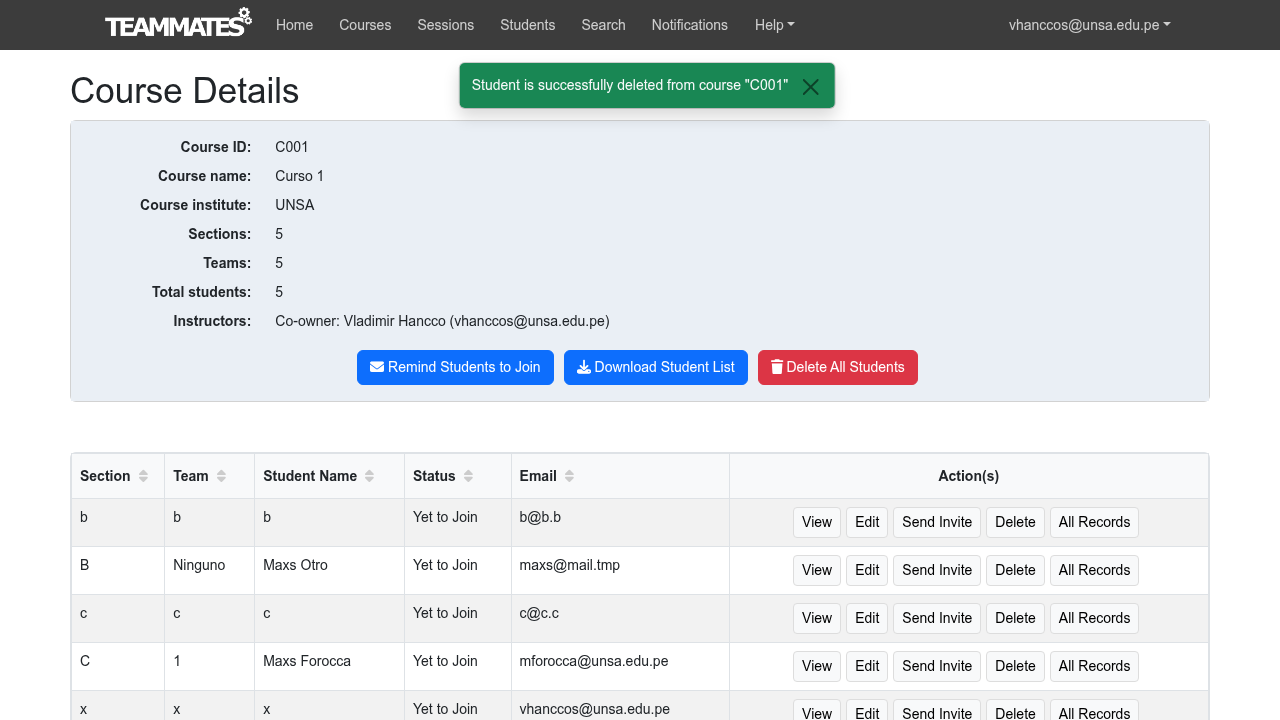 TEAMMATES Home Courses Sessions Students Search Notifications Help vhanccos@unsa.edu.pe
Student is successfully deleted from course "C001"
Course Details
Course ID: C001
Course name: Curso 1
Course institute: UNSA
Sections: 5
Teams: 5
Total students: 5
Instructors: Co-owner: Vladimir Hancco (vhanccos@unsa.edu.pe)
Remind Students to Join Download Student List Delete All Students
Section Team Student Name Status Email Action(s)
b b b Yet to Join b@b.b View Edit Send Invite Delete All Records
B Ninguno Maxs Otro Yet to Join maxs@mail.tmp View Edit Send Invite Delete All Records
c c c Yet to Join c@c.c View Edit Send Invite Delete All Records
C 1 Maxs Forocca Yet to Join mforocca@unsa.edu.pe View Edit Send Invite Delete All Records
x x x Yet to Join vhanccos@unsa.edu.pe View Edit Send Invite Delete All Records